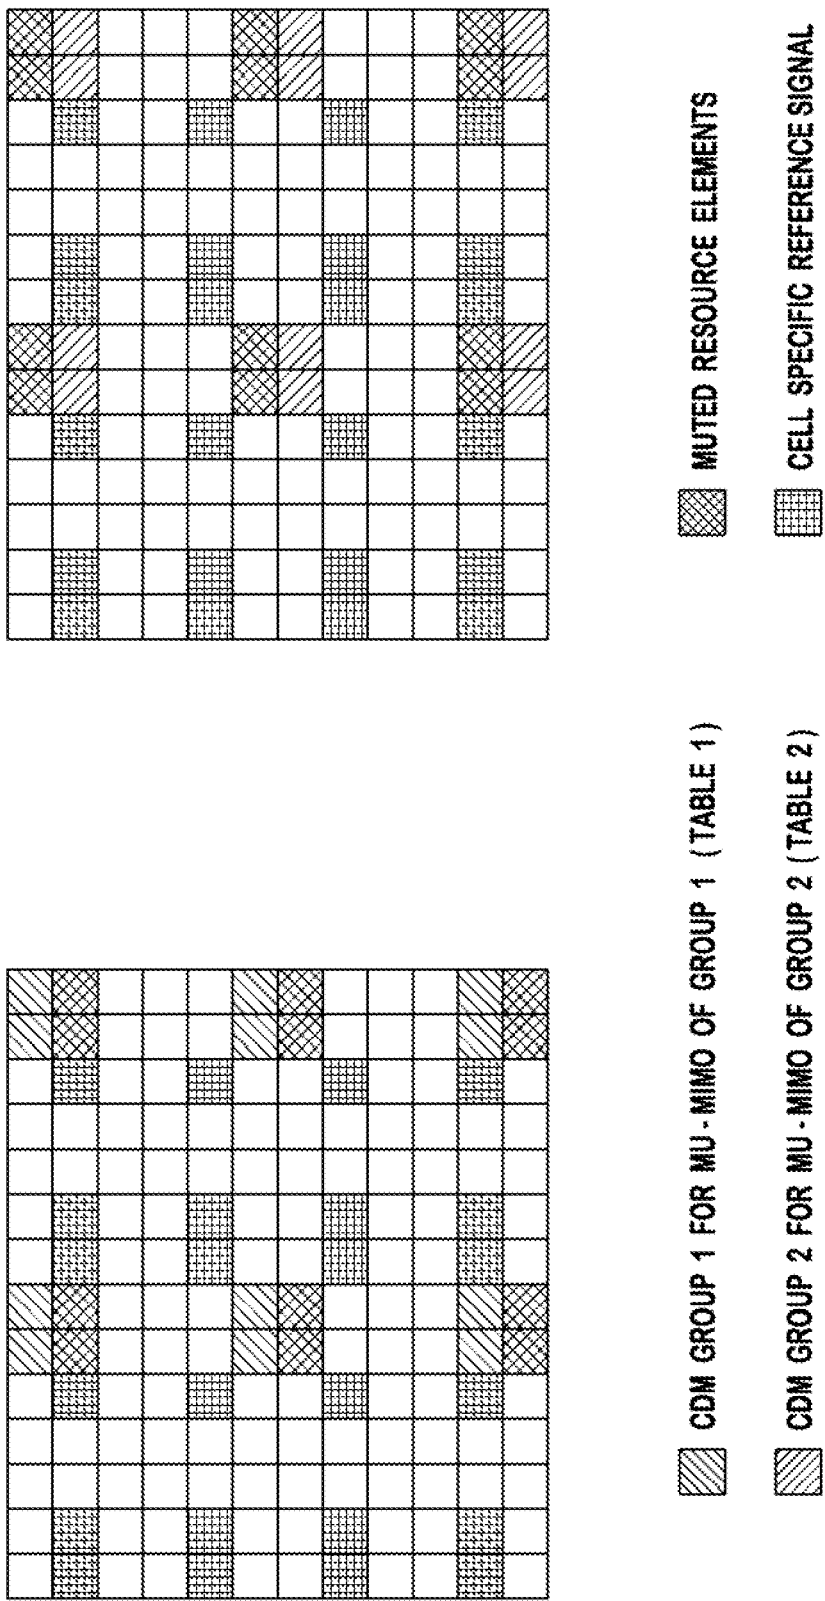 CDM GROUP 1 FOR MU-MIMO OF GROUP 1 (TABLE 1)
MUTED RESOURCE ELEMENTS
CDM GROUP 2 FOR MU-MIMO OF GROUP 2 (TABLE 2)
CELL SPECIFIC REFERENCE SIGNAL